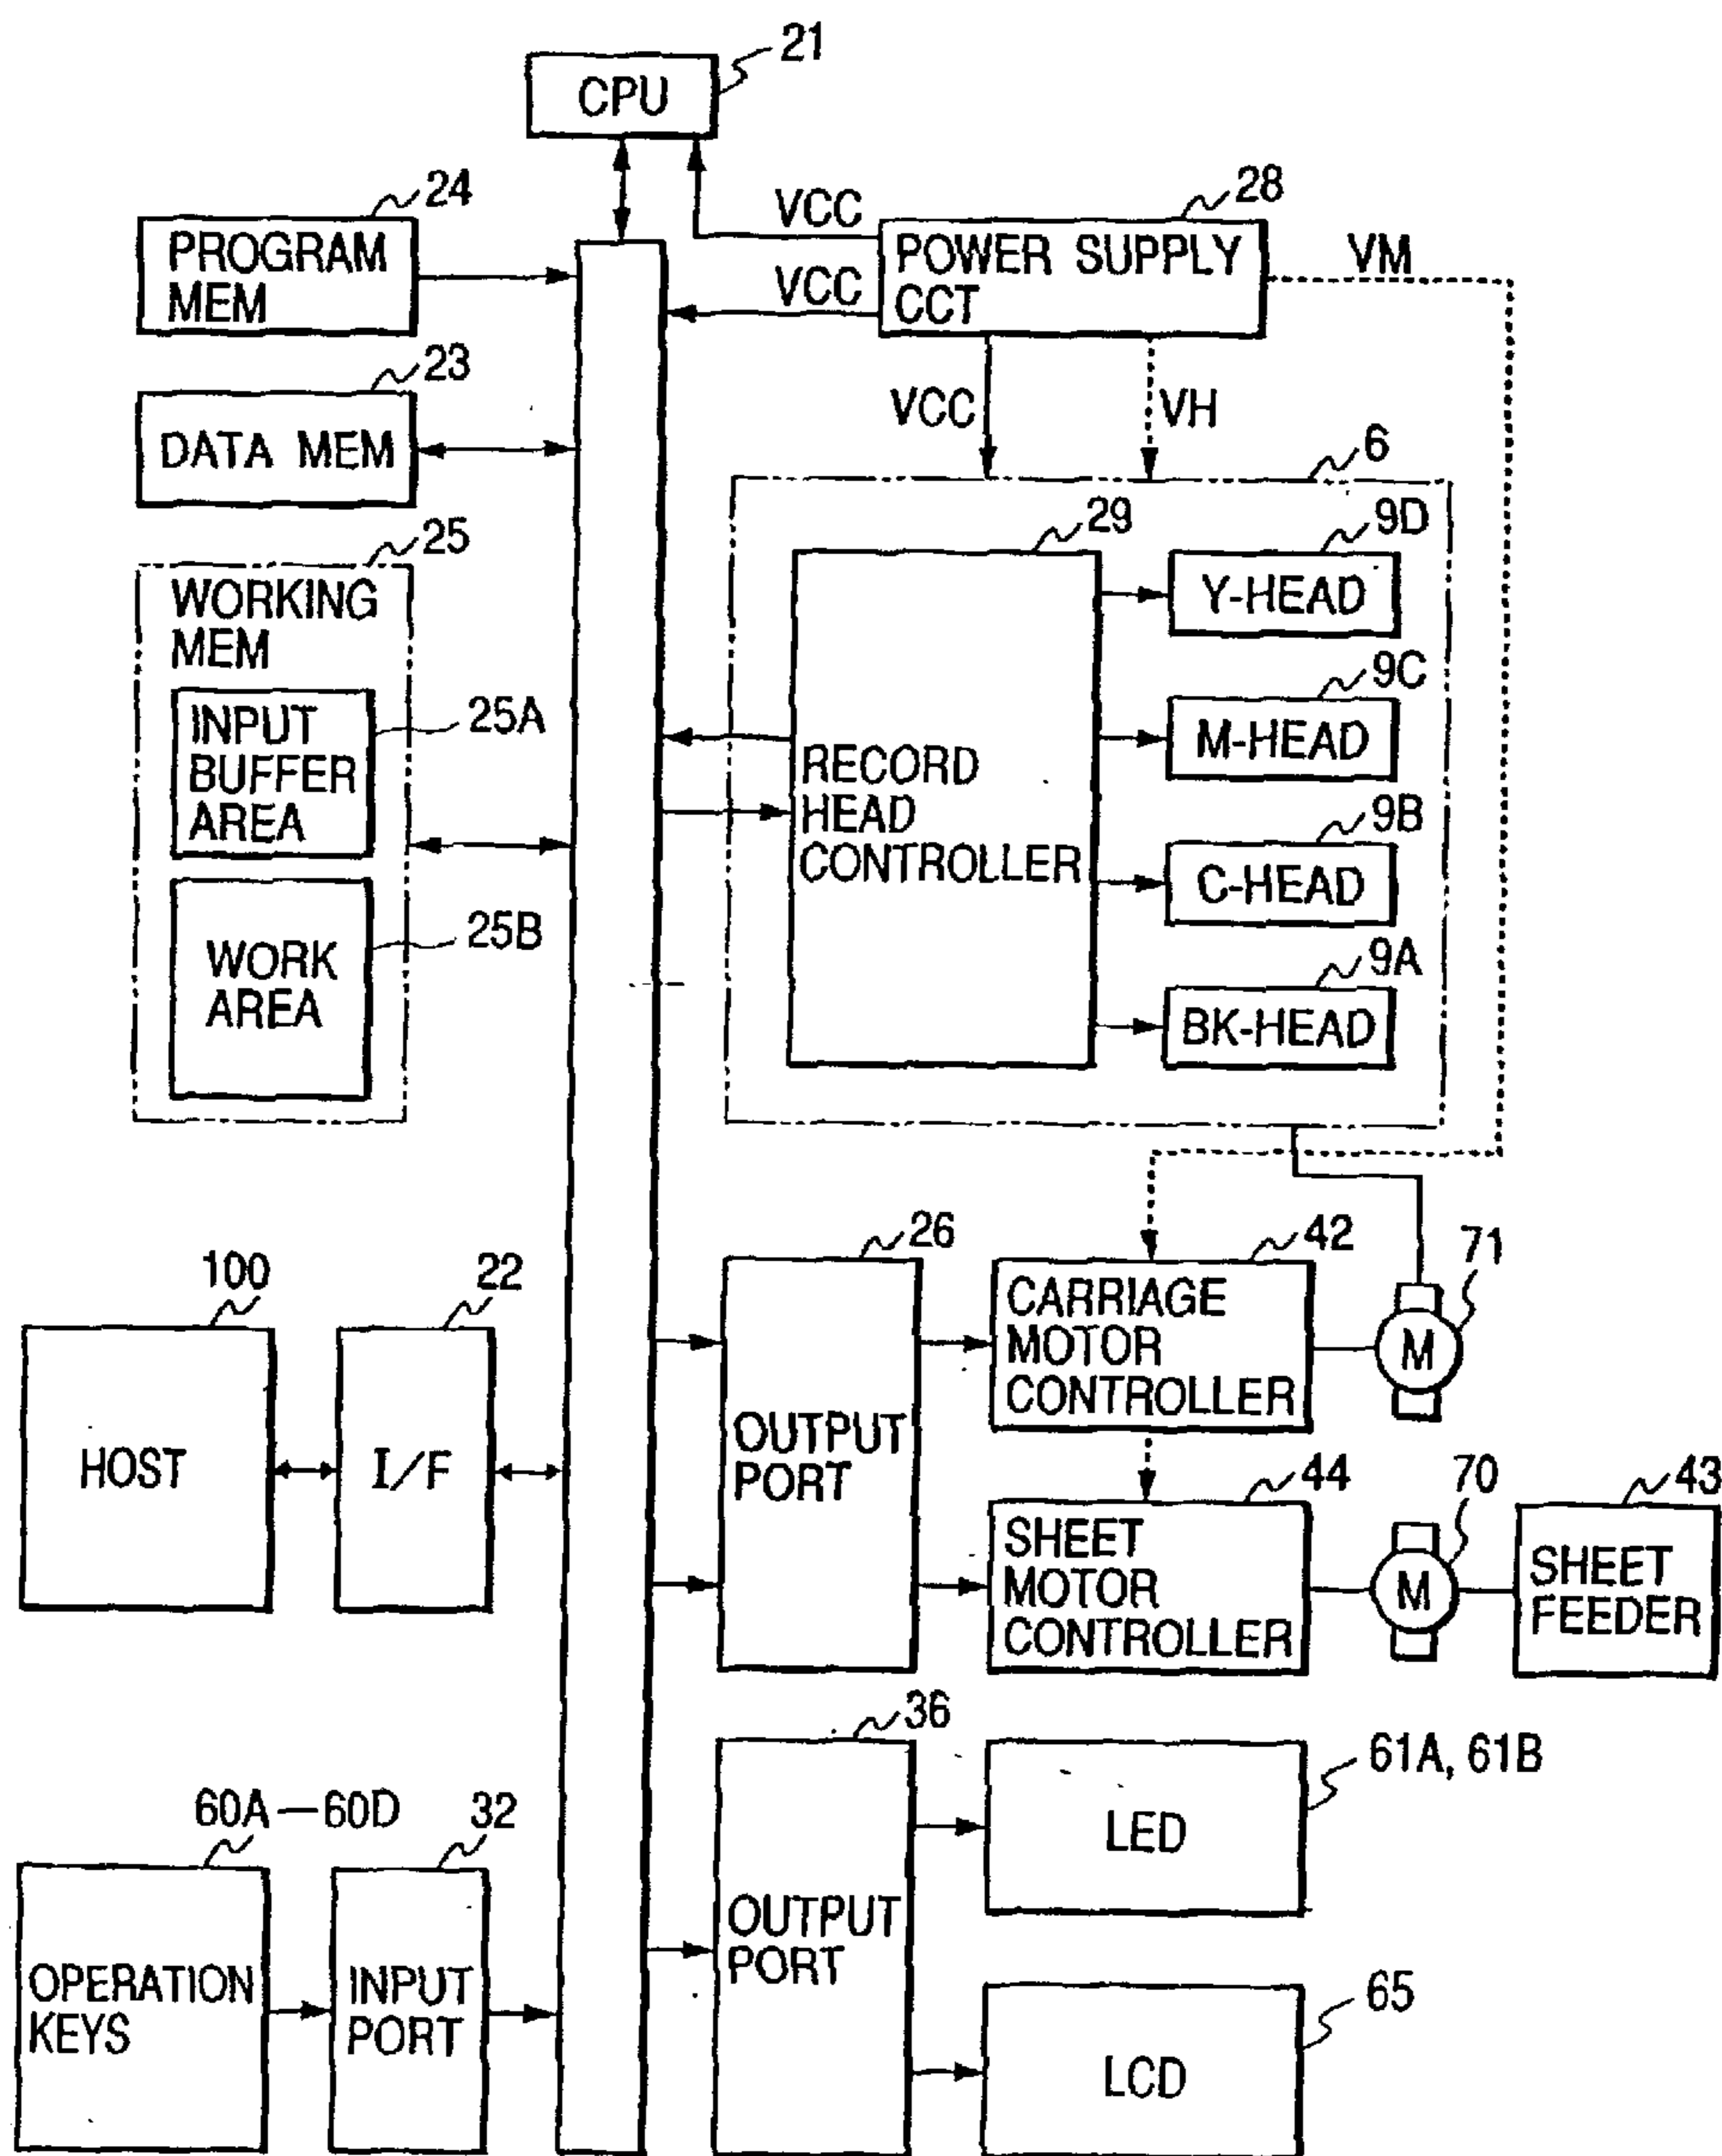 21
CPU
24
PROGRAM
MEM
VCC
VCC
28
POWER SUPPLY
CCT
VM
23
DATA MEM
VCC
VH
6
25
WORKING
MEM
INPUT
BUFFER
AREA
25A
WORK
AREA
25B
29
RECORD
HEAD
CONTROLLER
9D
Y-HEAD
9C
M-HEAD
9B
C-HEAD
9A
BK-HEAD
100
HOST
22
I/F
26
OUTPUT
PORT
42
CARRIAGE
MOTOR
CONTROLLER
71
M
44
SHEET
MOTOR
CONTROLLER
70
M
43
SHEET
FEEDER
60A—60D
OPERATION
KEYS
32
INPUT
PORT
36
OUTPUT
PORT
61A, 61B
LED
65
LCD